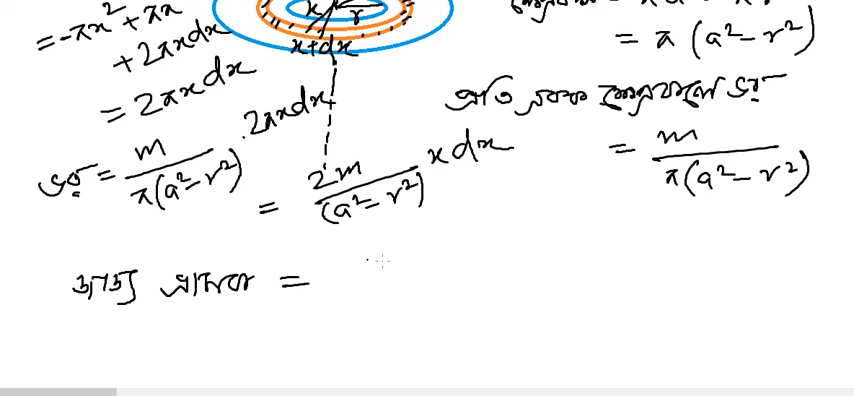 x r
= -πx² + πx
+ 2πxdx
x+dx
= 2πxdx
= π (a² - r²)
প্রতি একক ক্ষেত্রফলে ভর
ভর = m / π(a² - r²) . 2πxdx
= 2m / (a² - r²) xdx
= m / π(a² - r²)
জড়তার ভ্রামক =